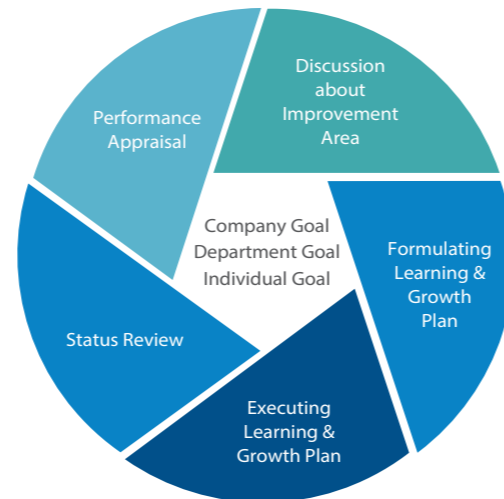 Performance
Appraisal
Discussion
about
Improvement
Area
Company Goal
Department Goal
Individual Goal
Formulating
Learning &
Growth
Plan
Status Review
Executing
Learning &
Growth Plan